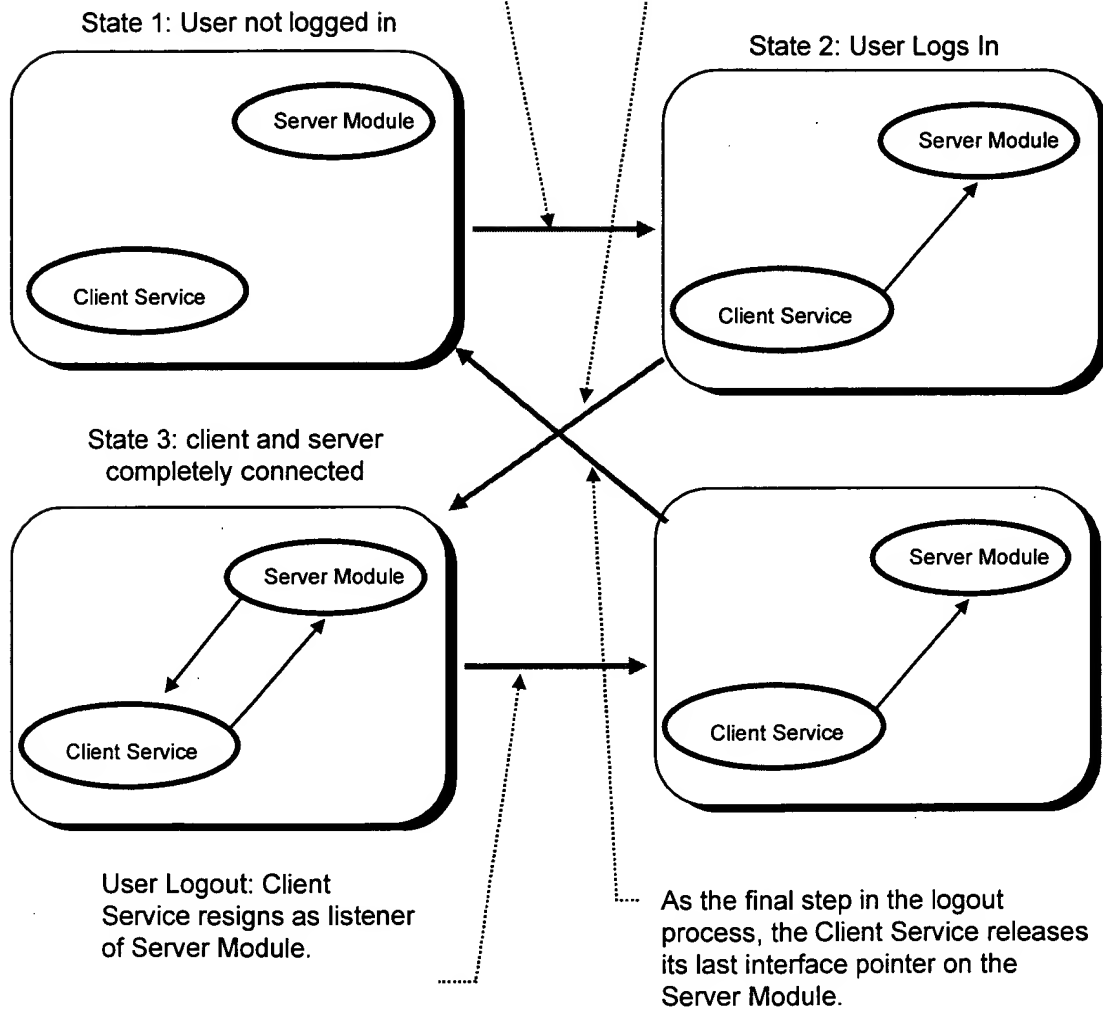 State 1: User not logged in
State 2: User Logs In
Server Module
Client Service
Server Module
Client Service
State 3: client and server
completely connected
Server Module
Client Service
Server Module
Client Service
User Logout: Client
Service resigns as listener
of Server Module.
As the final step in the logout
process, the Client Service releases
its last interface pointer on the
Server Module.